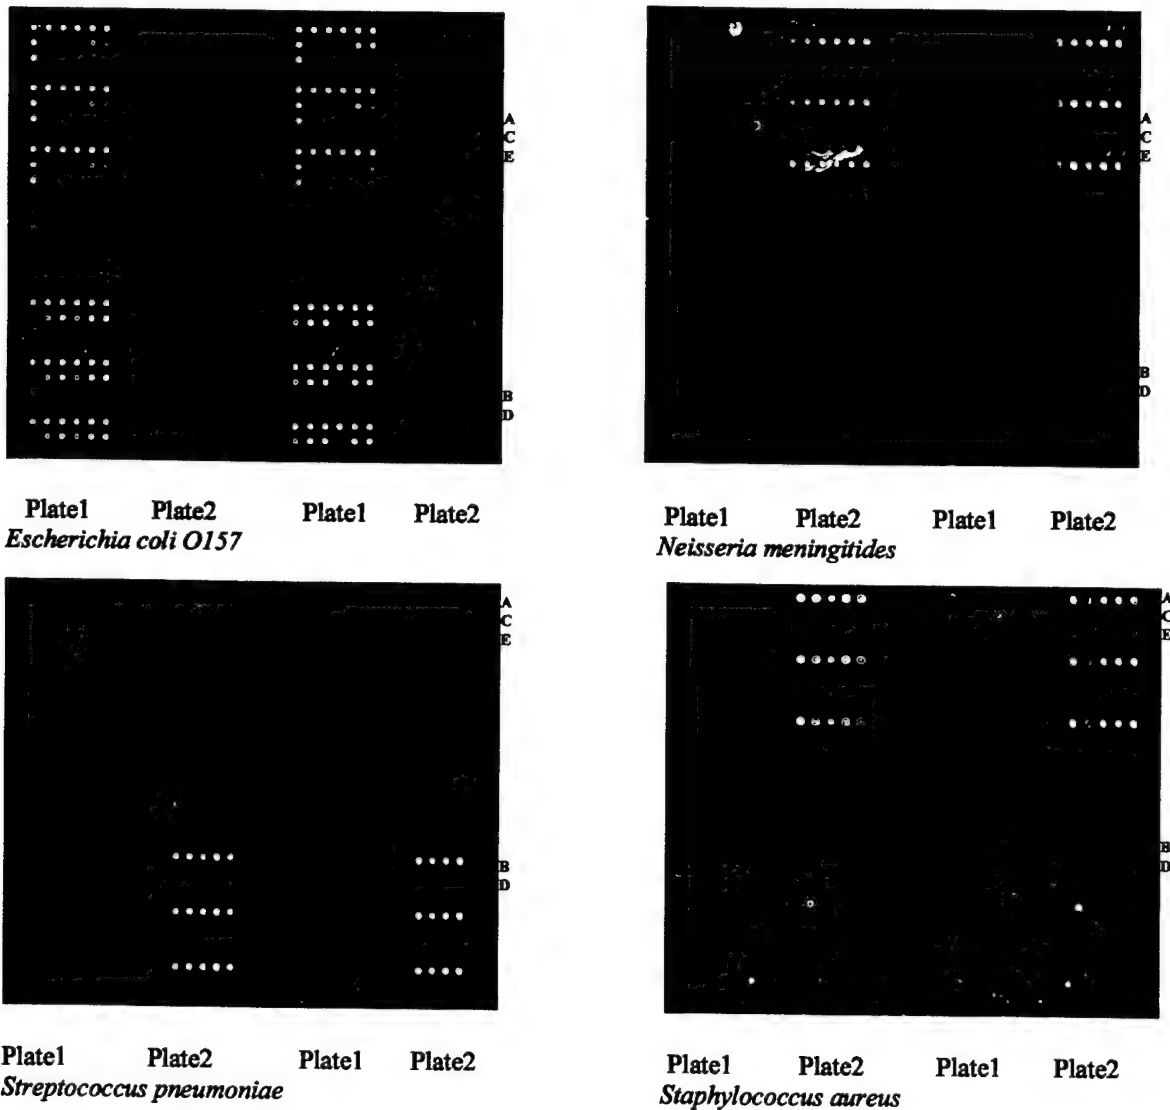 A
C
E
B
D
Plate1 Plate2 Plate1 Plate2
Escherichia coli O157
A
C
E
B
D
Plate1 Plate2 Plate1 Plate2
Neisseria meningitides
A
C
E
B
D
Plate1 Plate2 Plate1 Plate2
Streptococcus pneumoniae
A
C
E
B
D
Plate1 Plate2 Plate1 Plate2
Staphylococcus aureus